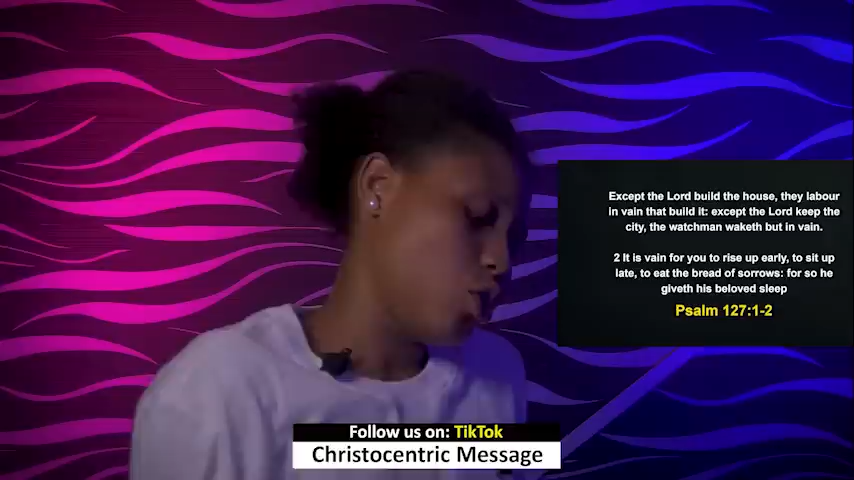 Except the Lord build the house, they labour
in vain that build it: except the Lord keep the
city, the watchman waketh but in vain.
2 It is vain for you to rise up early, to sit up
late, to eat the bread of sorrows: for so he
giveth his beloved sleep
Psalm 127:1-2
Follow us on: TikTok
Christocentric Message